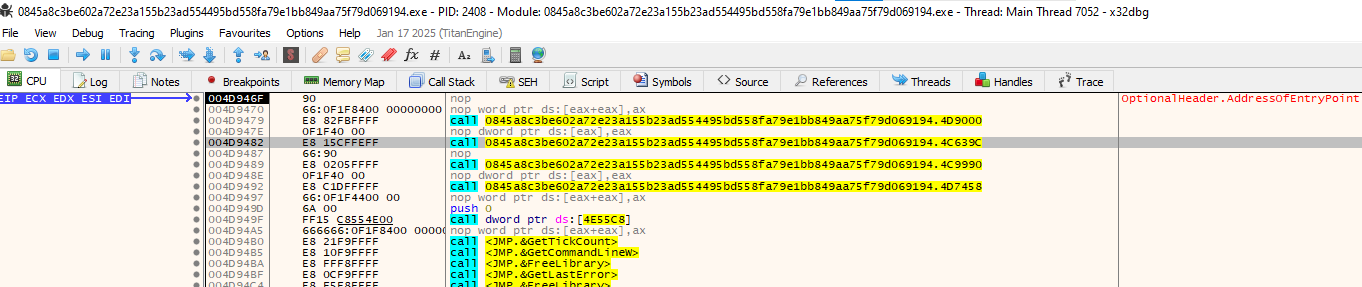 0845a8c3be602a72e23a155b23ad554495bd558fa79e1bb849aa75f79d069194.exe - PID: 2408 - Module: 0845a8c3be602a72e23a155b23ad554495bd558fa79e1bb849aa75f79d069194.exe - Thread: Main Thread 7052 - x32dbg
File View Debug Tracing Plugins Favourites Options Help Jan 17 2025 (TitanEngine)
CPU Log Notes Breakpoints Memory Map Call Stack SEH Script Symbols Source References Threads Handles Trace
EIP ECX EDX ESI EDI 004D946F 90 nop OptionalHeader.AddressOfEntryPoint
004D9470 66:0F1F8400 00000000 nop word ptr ds:[eax+eax],ax
004D9479 E8 82FBFFFF call 0845a8c3be602a72e23a155b23ad554495bd558fa79e1bb849aa75f79d069194.4D9000
004D947E 0F1F40 00 nop dword ptr ds:[eax],eax
004D9482 E8 15CFFEFF call 0845a8c3be602a72e23a155b23ad554495bd558fa79e1bb849aa75f79d069194.4C639C
004D9487 66:90 nop
004D9489 E8 0205FFFF call 0845a8c3be602a72e23a155b23ad554495bd558fa79e1bb849aa75f79d069194.4C9990
004D948E 0F1F40 00 nop dword ptr ds:[eax],eax
004D9492 E8 C1DFFFFF call 0845a8c3be602a72e23a155b23ad554495bd558fa79e1bb849aa75f79d069194.4D7458
004D9497 66:0F1F4400 00 nop word ptr ds:[eax+eax],ax
004D949D 6A 00 push 0
004D949F FF15 C8554E00 call dword ptr ds:[4E55C8]
004D94A5 666666:0F1F8400 0000 nop word ptr ds:[eax+eax],ax
004D94B0 E8 21F9FFFF call <JMP.&GetTickCount>
004D94B5 E8 10F9FFFF call <JMP.&GetCommandLineW>
004D94BA E8 FFF8FFFF call <JMP.&FreeLibrary>
004D94BF E8 0CF9FFFF call <JMP.&GetLastError>
004D94C4 E8 F5F8FFFF call <JMP.&FreeLibrary>